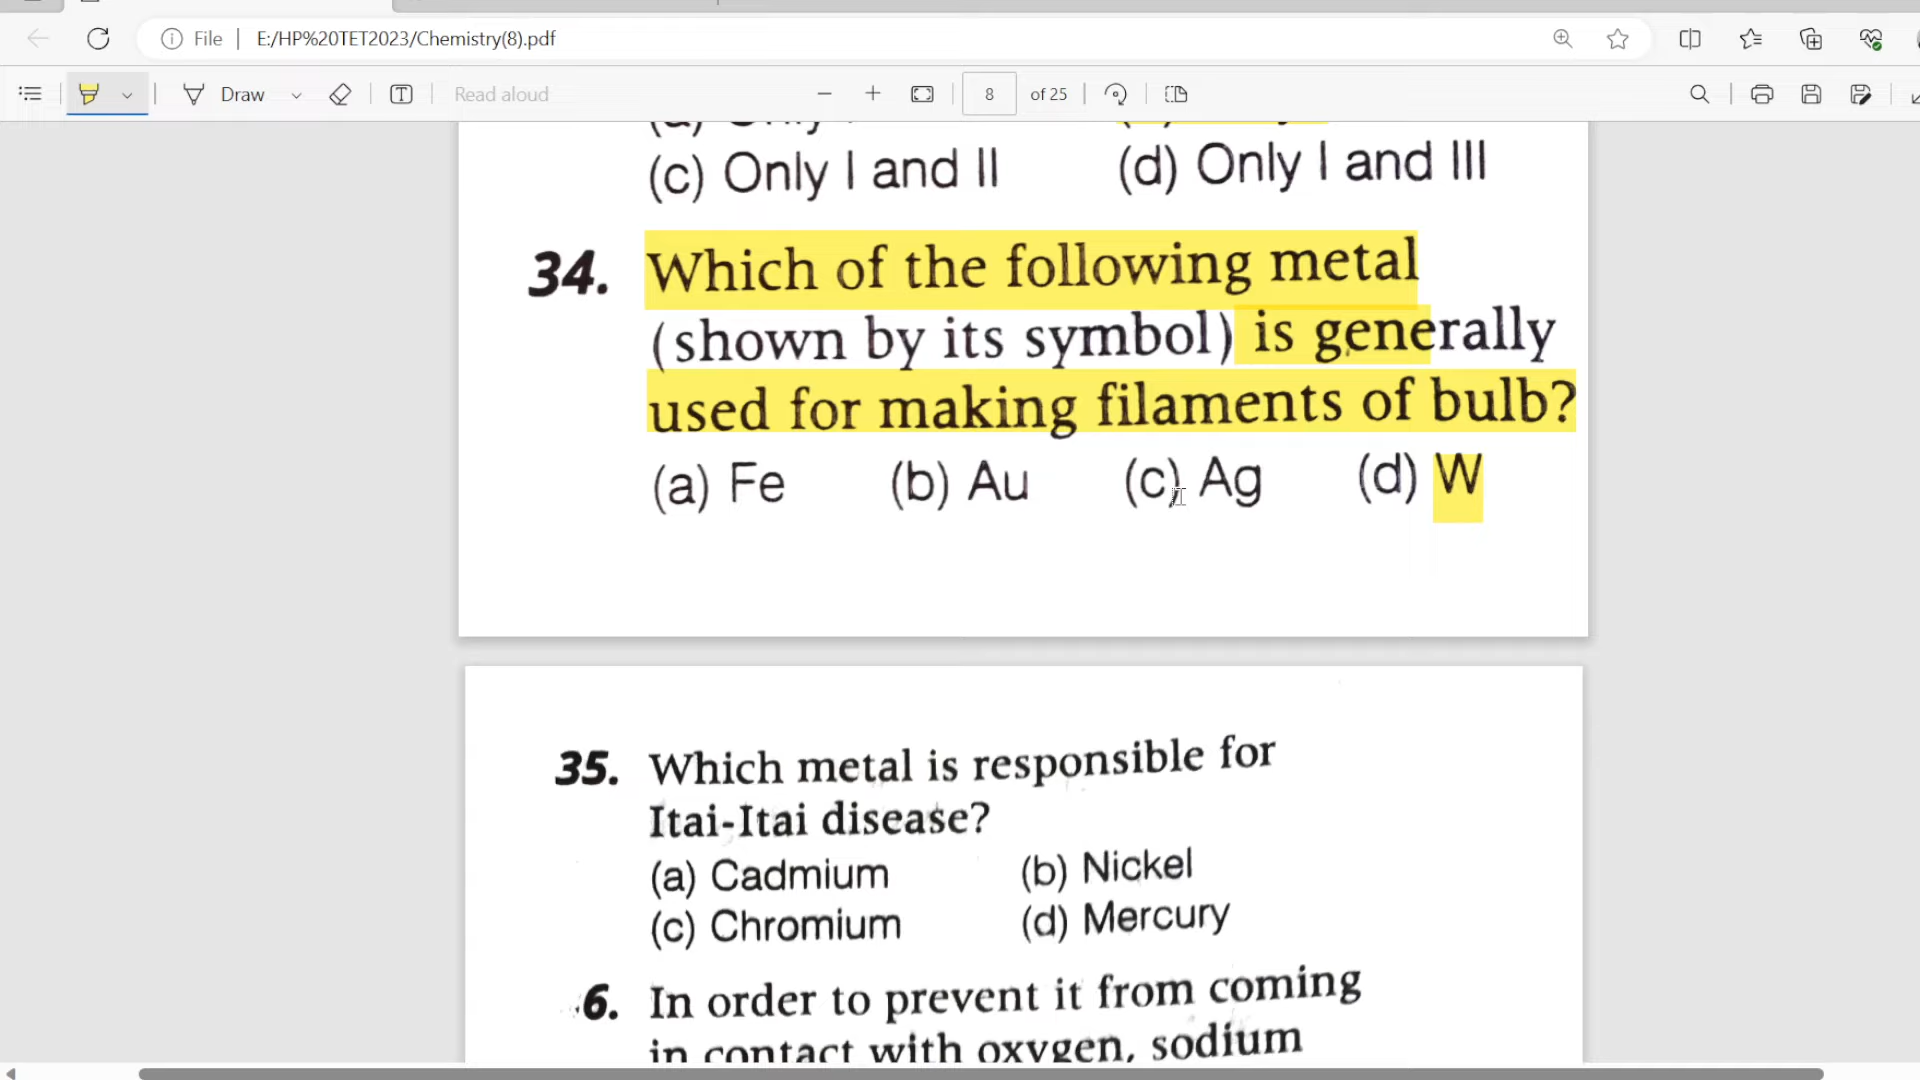 File
E:/HP%20TET2023/Chemistry(8).pdf
Draw
Read aloud
8 of 25
(c) Only I and II (d) Only I and III
34. Which of the following metal
(shown by its symbol) is generally
used for making filaments of bulb?
(a) Fe (b) Au (c) Ag (d) W
35. Which metal is responsible for
Itai-Itai disease?
(a) Cadmium (b) Nickel
(c) Chromium (d) Mercury
6. In order to prevent it from coming
in contact with oxygen, sodium